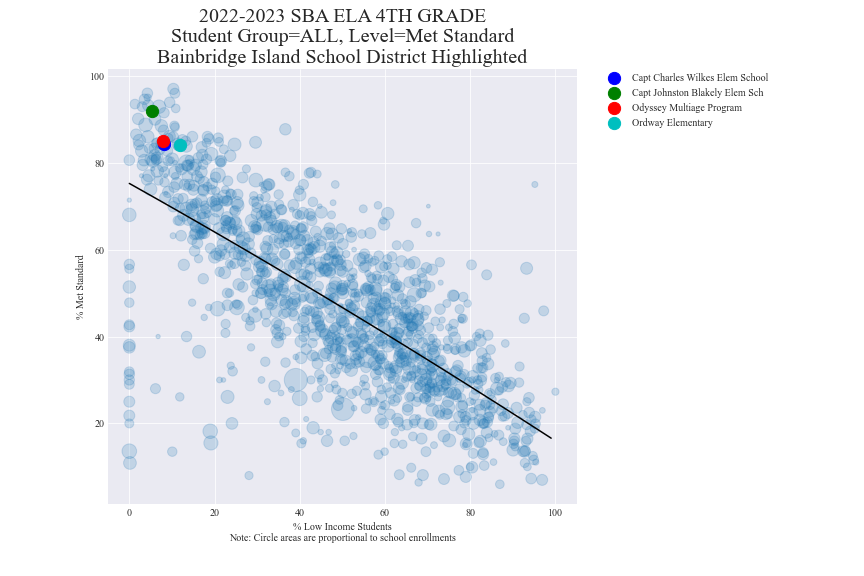 2022-2023 SBA ELA 4TH GRADE
Student Group=ALL, Level=Met Standard
Bainbridge Island School District Highlighted
Capt Charles Wilkes Elem School
Capt Johnston Blakely Elem Sch
Odyssey Multiage Program
Ordway Elementary
% Met Standard
100
80
60
40
20
0 20 40 60 80 100
% Low Income Students
Note: Circle areas are proportional to school enrollments